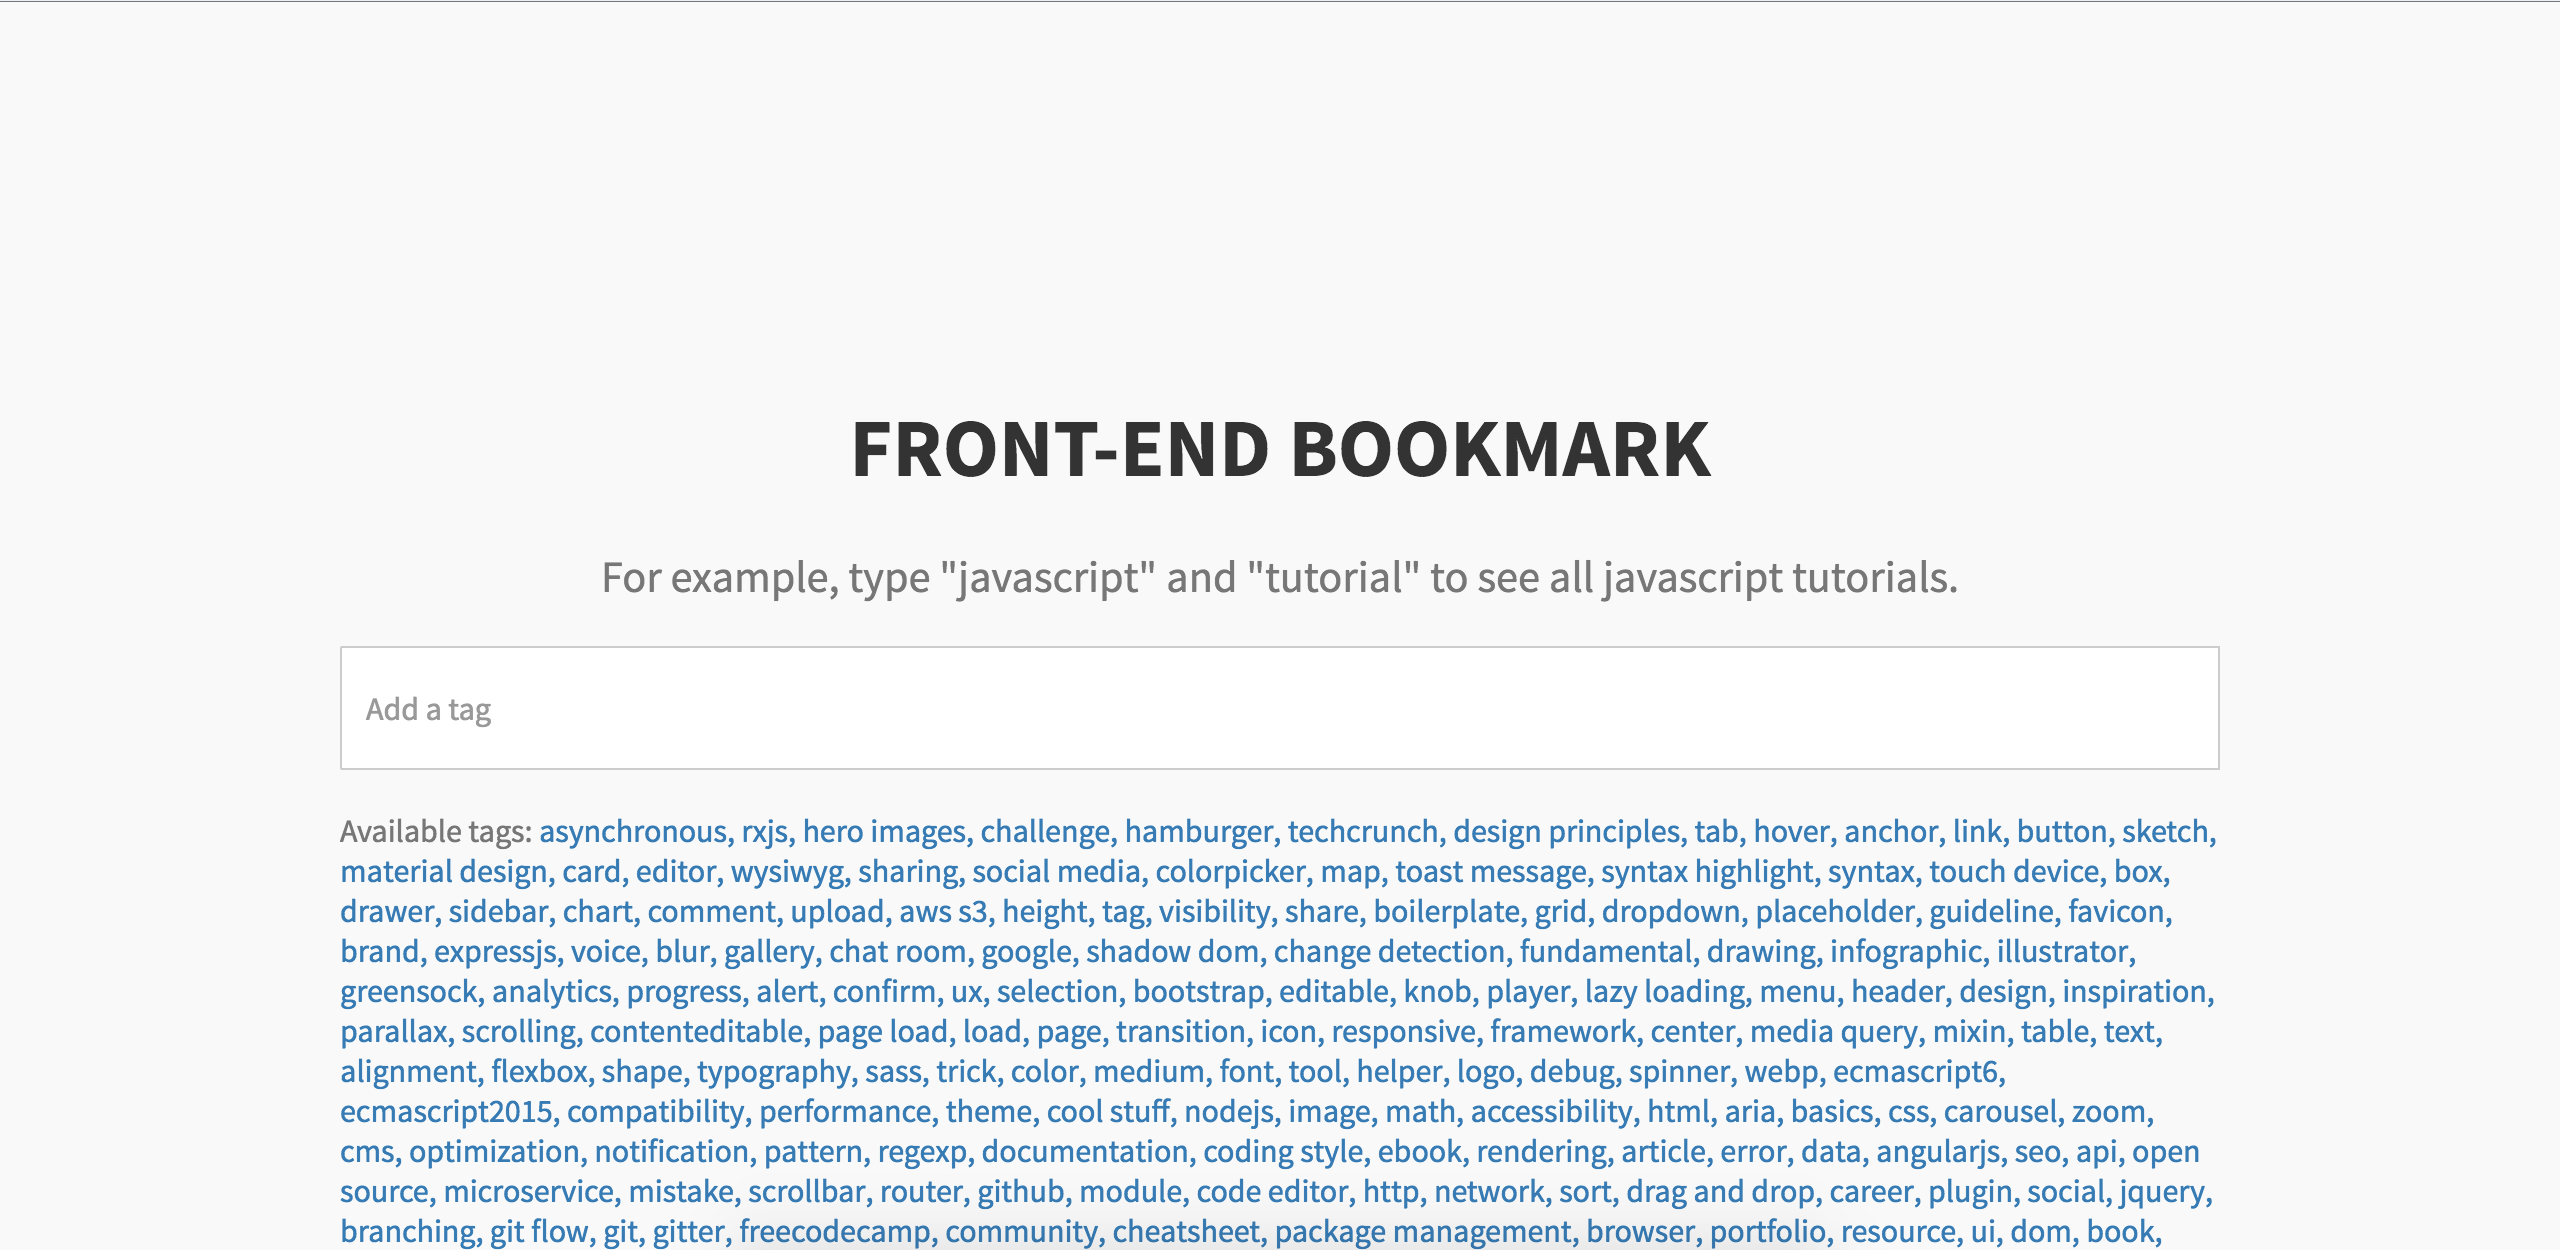 FRONT-END BOOKMARK
For example, type "javascript" and "tutorial" to see all javascript tutorials.
Add a tag
Available tags: asynchronous, rxjs, hero images, challenge, hamburger, techcrunch, design principles, tab, hover, anchor, link, button, sketch,
material design, card, editor, wysiwyg, sharing, social media, colorpicker, map, toast message, syntax highlight, syntax, touch device, box,
drawer, sidebar, chart, comment, upload, aws s3, height, tag, visibility, share, boilerplate, grid, dropdown, placeholder, guideline, favicon,
brand, expressjs, voice, blur, gallery, chat room, google, shadow dom, change detection, fundamental, drawing, infographic, illustrator,
greensock, analytics, progress, alert, confirm, ux, selection, bootstrap, editable, knob, player, lazy loading, menu, header, design, inspiration,
parallax, scrolling, contenteditable, page load, load, page, transition, icon, responsive, framework, center, media query, mixin, table, text,
alignment, flexbox, shape, typography, sass, trick, color, medium, font, tool, helper, logo, debug, spinner, webp, ecmascript6,
ecmascript2015, compatibility, performance, theme, cool stuff, nodejs, image, math, accessibility, html, aria, basics, css, carousel, zoom,
cms, optimization, notification, pattern, regexp, documentation, coding style, ebook, rendering, article, error, data, angularjs, seo, api, open
source, microservice, mistake, scrollbar, router, github, module, code editor, http, network, sort, drag and drop, career, plugin, social, jquery,
branching, git flow, git, gitter, freecodecamp, community, cheatsheet, package management, browser, portfolio, resource, ui, dom, book,